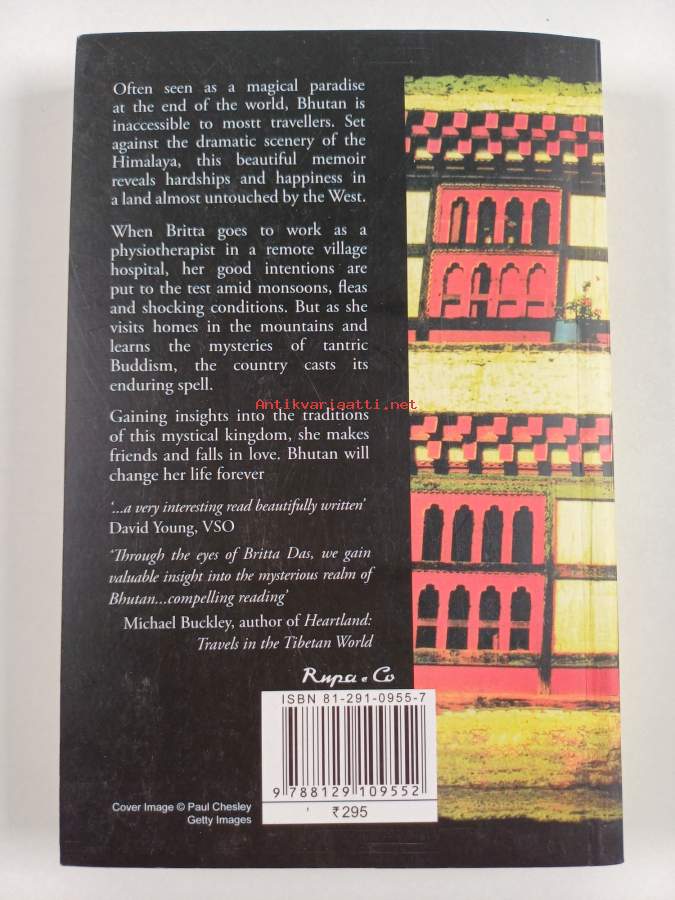 Often seen as a magical paradise
at the end of the world, Bhutan is
inaccessible to mostt travellers. Set
against the dramatic scenery of the
Himalaya, this beautiful memoir
reveals hardships and happiness in
a land almost untouched by the West.
When Britta goes to work as a
physiotherapist in a remote village
hospital, her good intentions are
put to the test amid monsoons, fleas
and shocking conditions. But as she
visits homes in the mountains and
learns the mysteries of tantric
Buddism, the country casts its
enduring spell.
Antikvariaatti.net
Gaining insights into the traditions
of this mystical kingdom, she makes
friends and falls in love. Bhutan will
change her life forever
‘...a very interesting read beautifully written’
David Young, VSO
‘Through the eyes of Britta Das, we gain
valuable insight into the mysterious realm of
Bhutan...compelling reading’
Michael Buckley, author of Heartland:
Travels in the Tibetan World
Rupa & Co
ISBN 81-291-0955-7
9 788129 109552
₹295
Cover Image © Paul Chesley
Getty Images